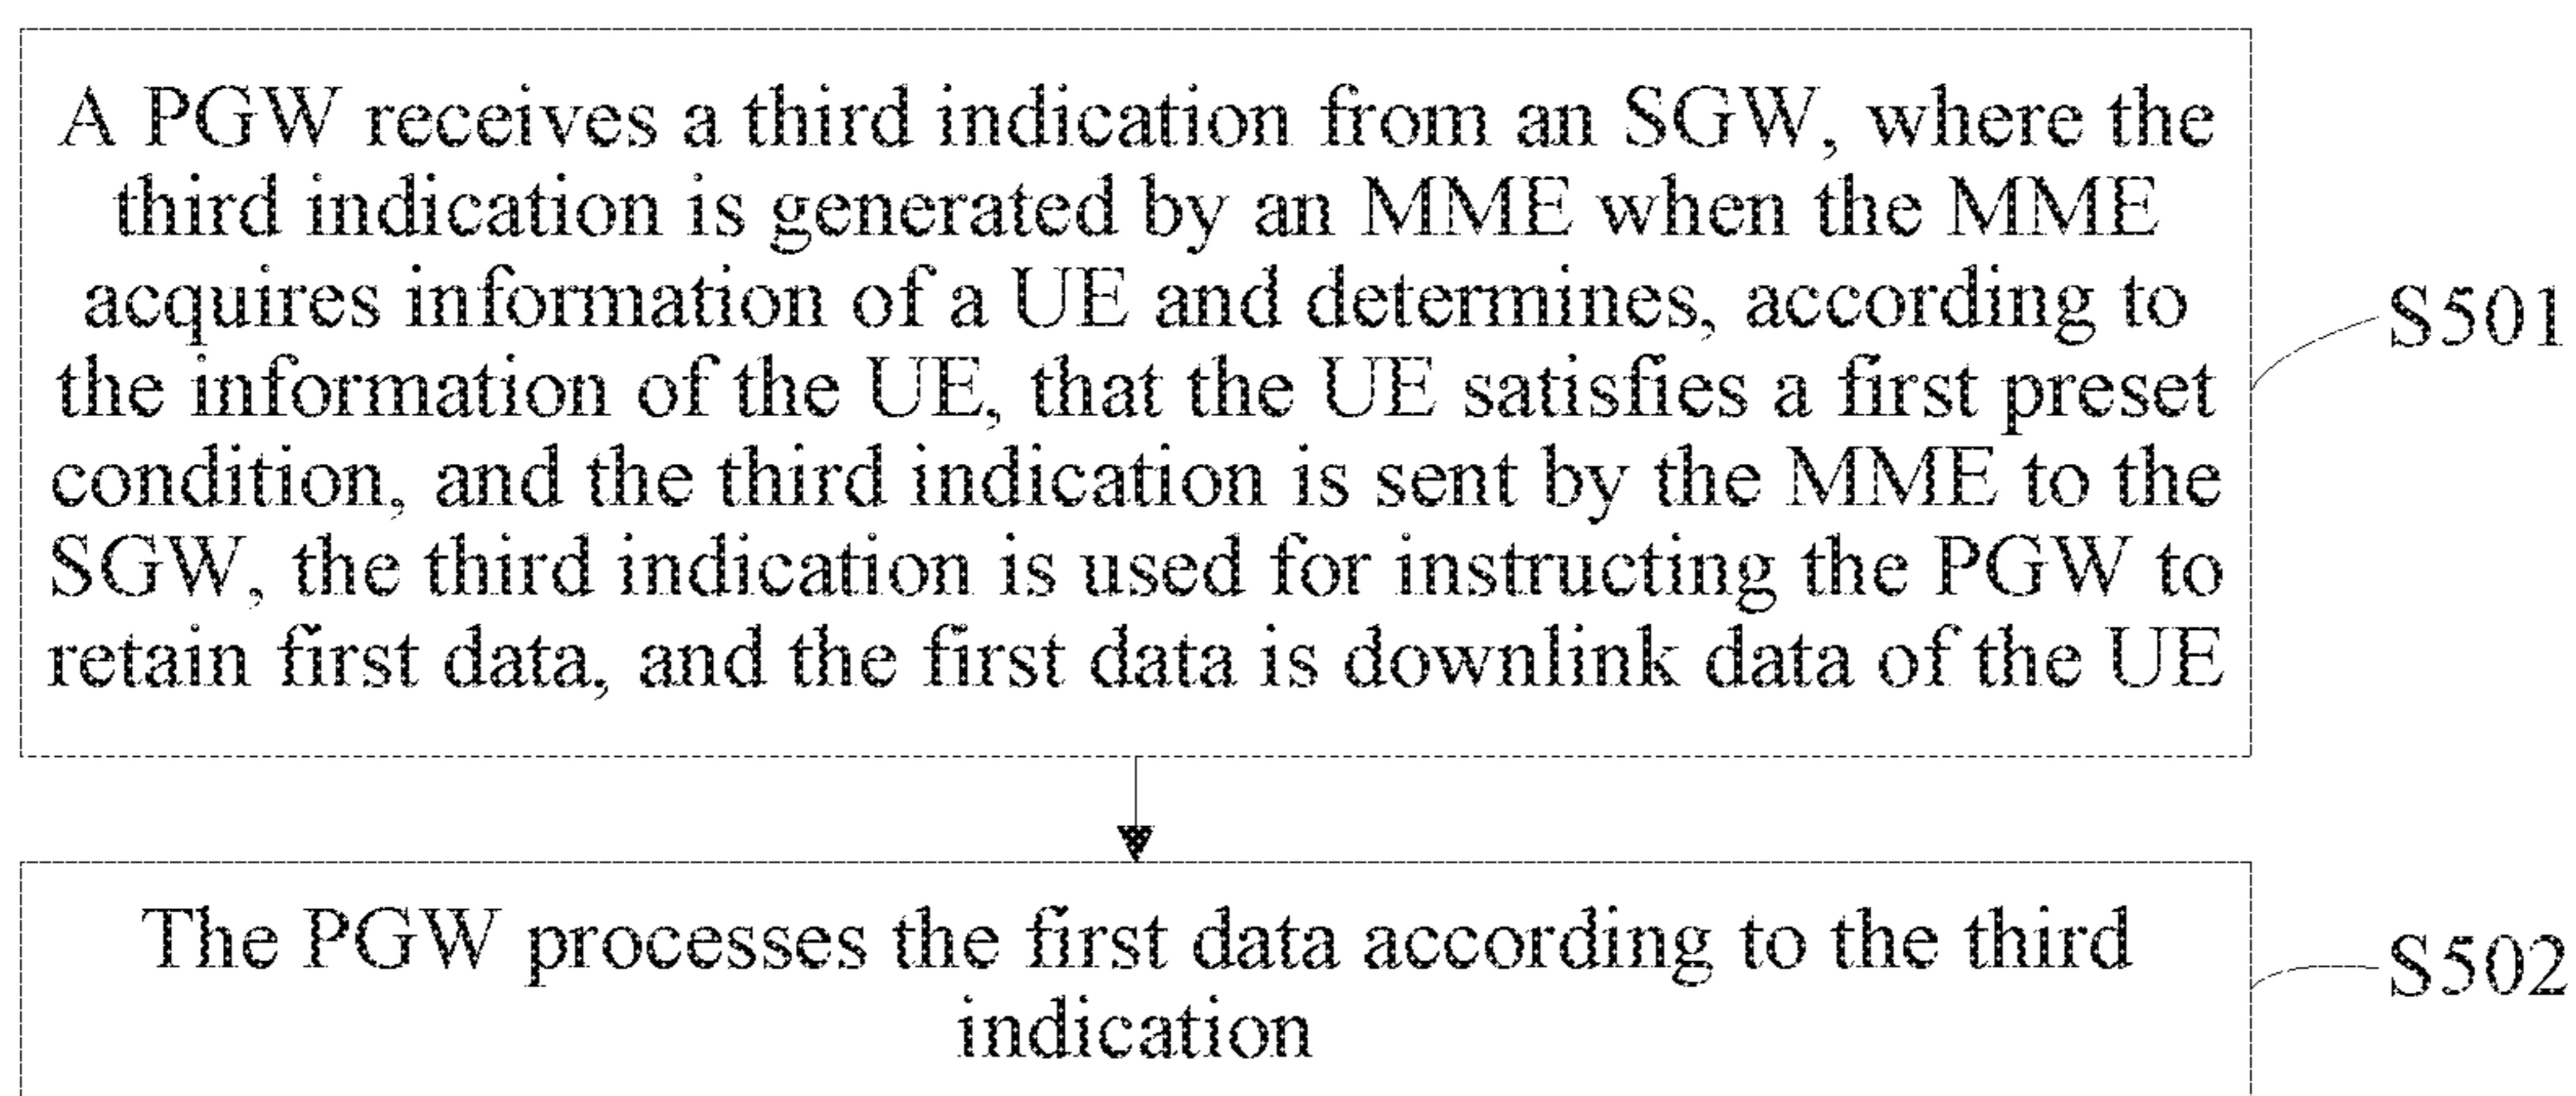 A PGW receives a third indication from an SGW, where the
third indication is generated by an MME when the MME
acquires information of a UE and determines, according to
the information of the UE, that the UE satisfies a first preset
condition, and the third indication is sent by the MME to the
SGW, the third indication is used for instructing the PGW to
retain first data, and the first data is downlink data of the UE
S501
The PGW processes the first data according to the third
indication
S502